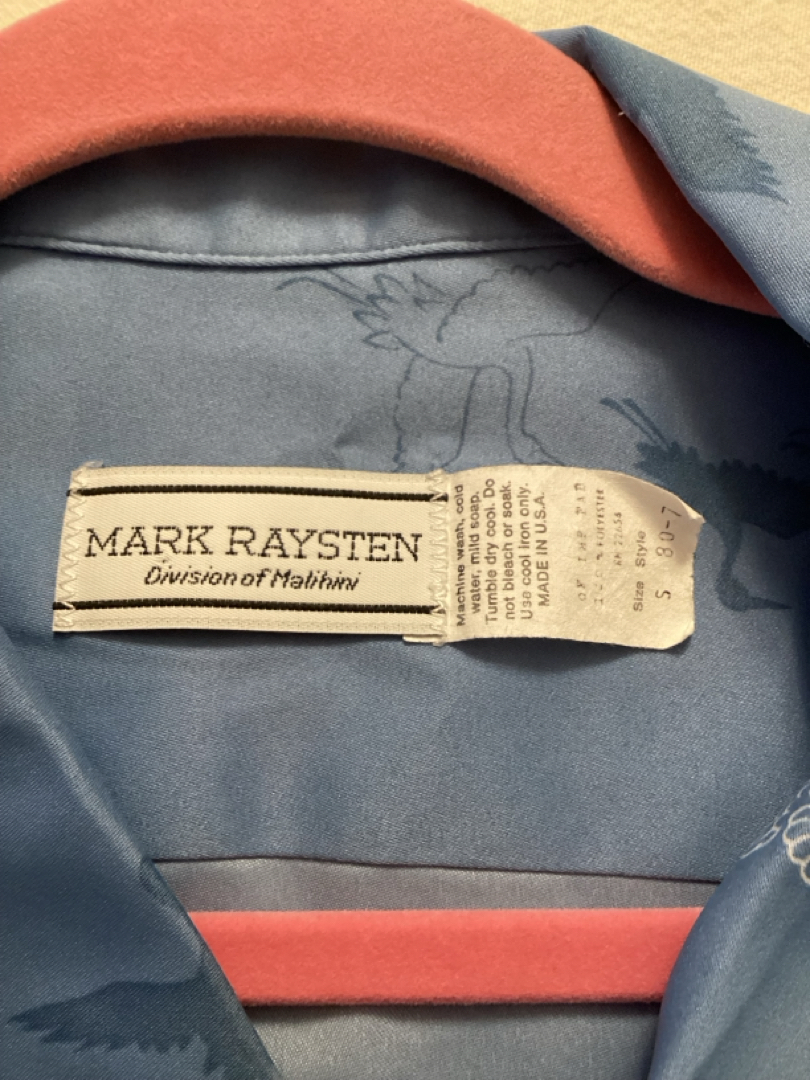 MARK RAYSTEN
Division of Malihini
Machine wash, cold
water, mild soap.
Tumble dry cool. Do
not bleach or soak.
Use cool iron only.
MADE IN U.S.A.
POLYESTER
Size Style
S 80-7